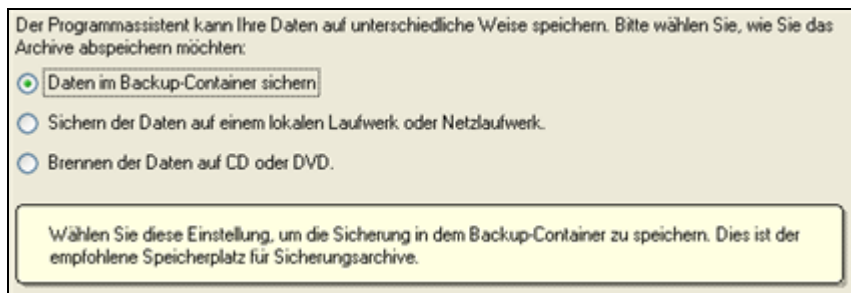 Der Programmassistent kann Ihre Daten auf unterschiedliche Weise speichern. Bitte wählen Sie, wie Sie das
Archive abspeichern möchten:
Daten im Backup-Container sichern
Sichern der Daten auf einem lokalen Laufwerk oder Netzlaufwerk.
Brennen der Daten auf CD oder DVD.
Wählen Sie diese Einstellung, um die Sicherung in dem Backup-Container zu speichern. Dies ist der
empfohlene Speicherplatz für Sicherungsarchive.